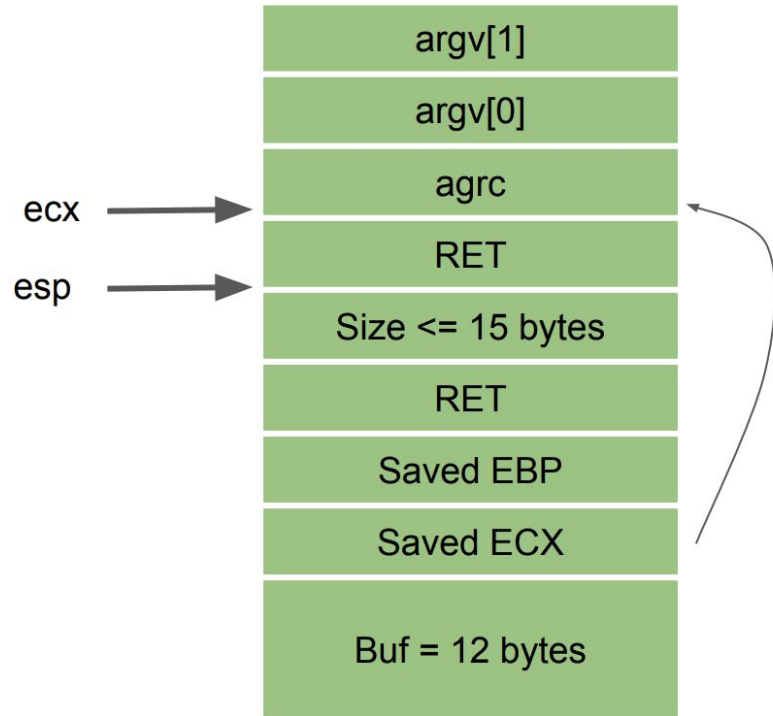 argv[1]
argv[0]
agrc
ecx
RET
esp
Size <= 15 bytes
RET
Saved EBP
Saved ECX
Buf = 12 bytes